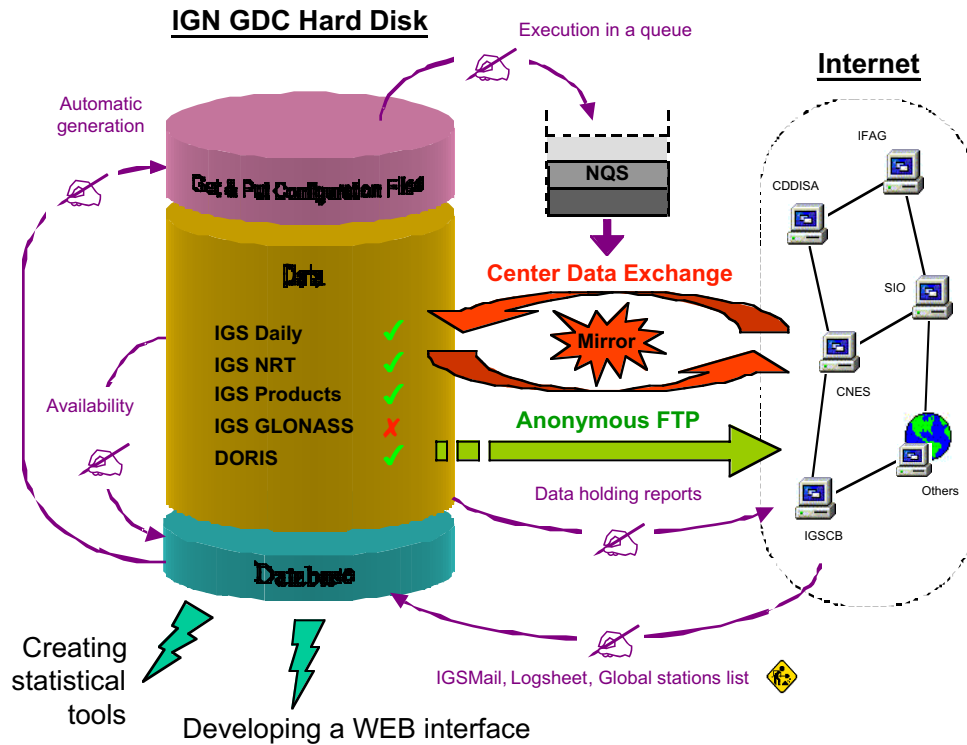 IGN GDC Hard Disk
Execution in a queue
Internet
Automatic
generation
IFAG
CDDISA
NQS
Get & Put Configuration Files
Center Data Exchange
Data
SIO
IGS Daily
Mirror
IGS NRT
IGS Products
CNES
Availability
Anonymous FTP
IGS GLONASS
DORIS
Data holding reports
Others
IGSCB
Database
Creating
statistical
tools
IGSMail, Logsheet, Global stations list
Developing a WEB interface